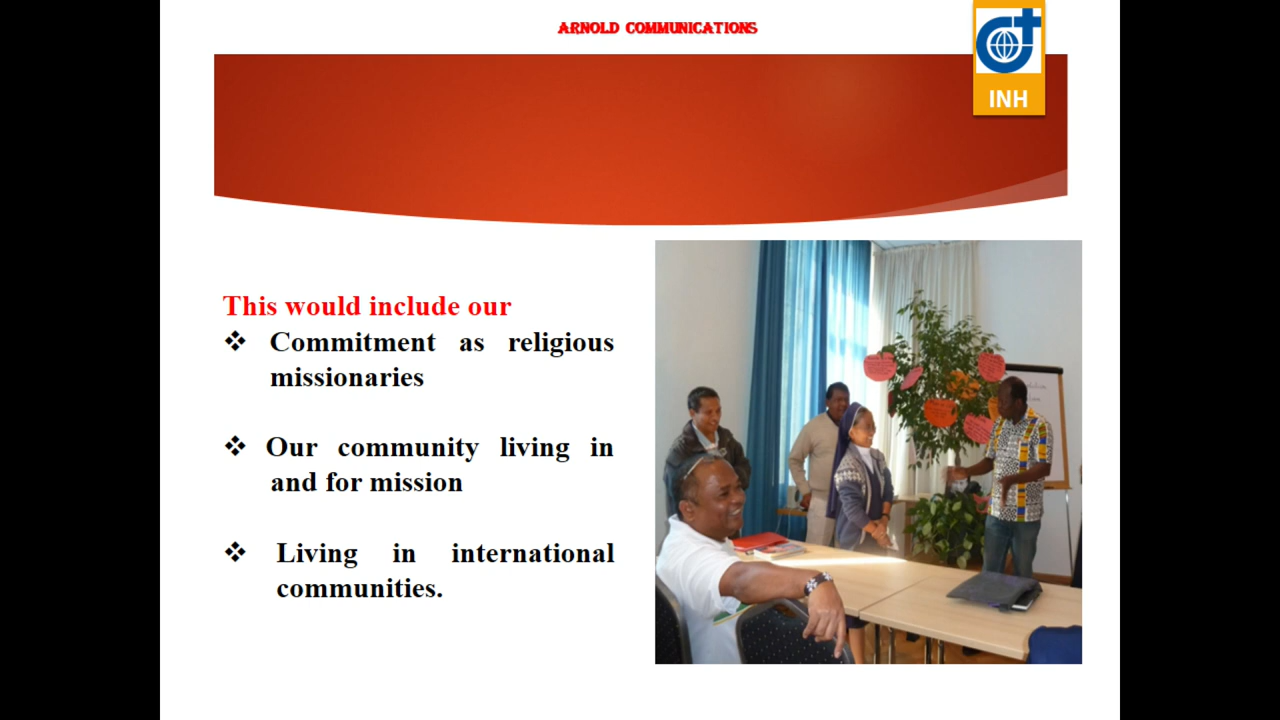 ARNOLD COMMUNICATIONS
INH
This would include our
❖ Commitment as religious
missionaries
❖ Our community living in
and for mission
❖ Living in international
communities.